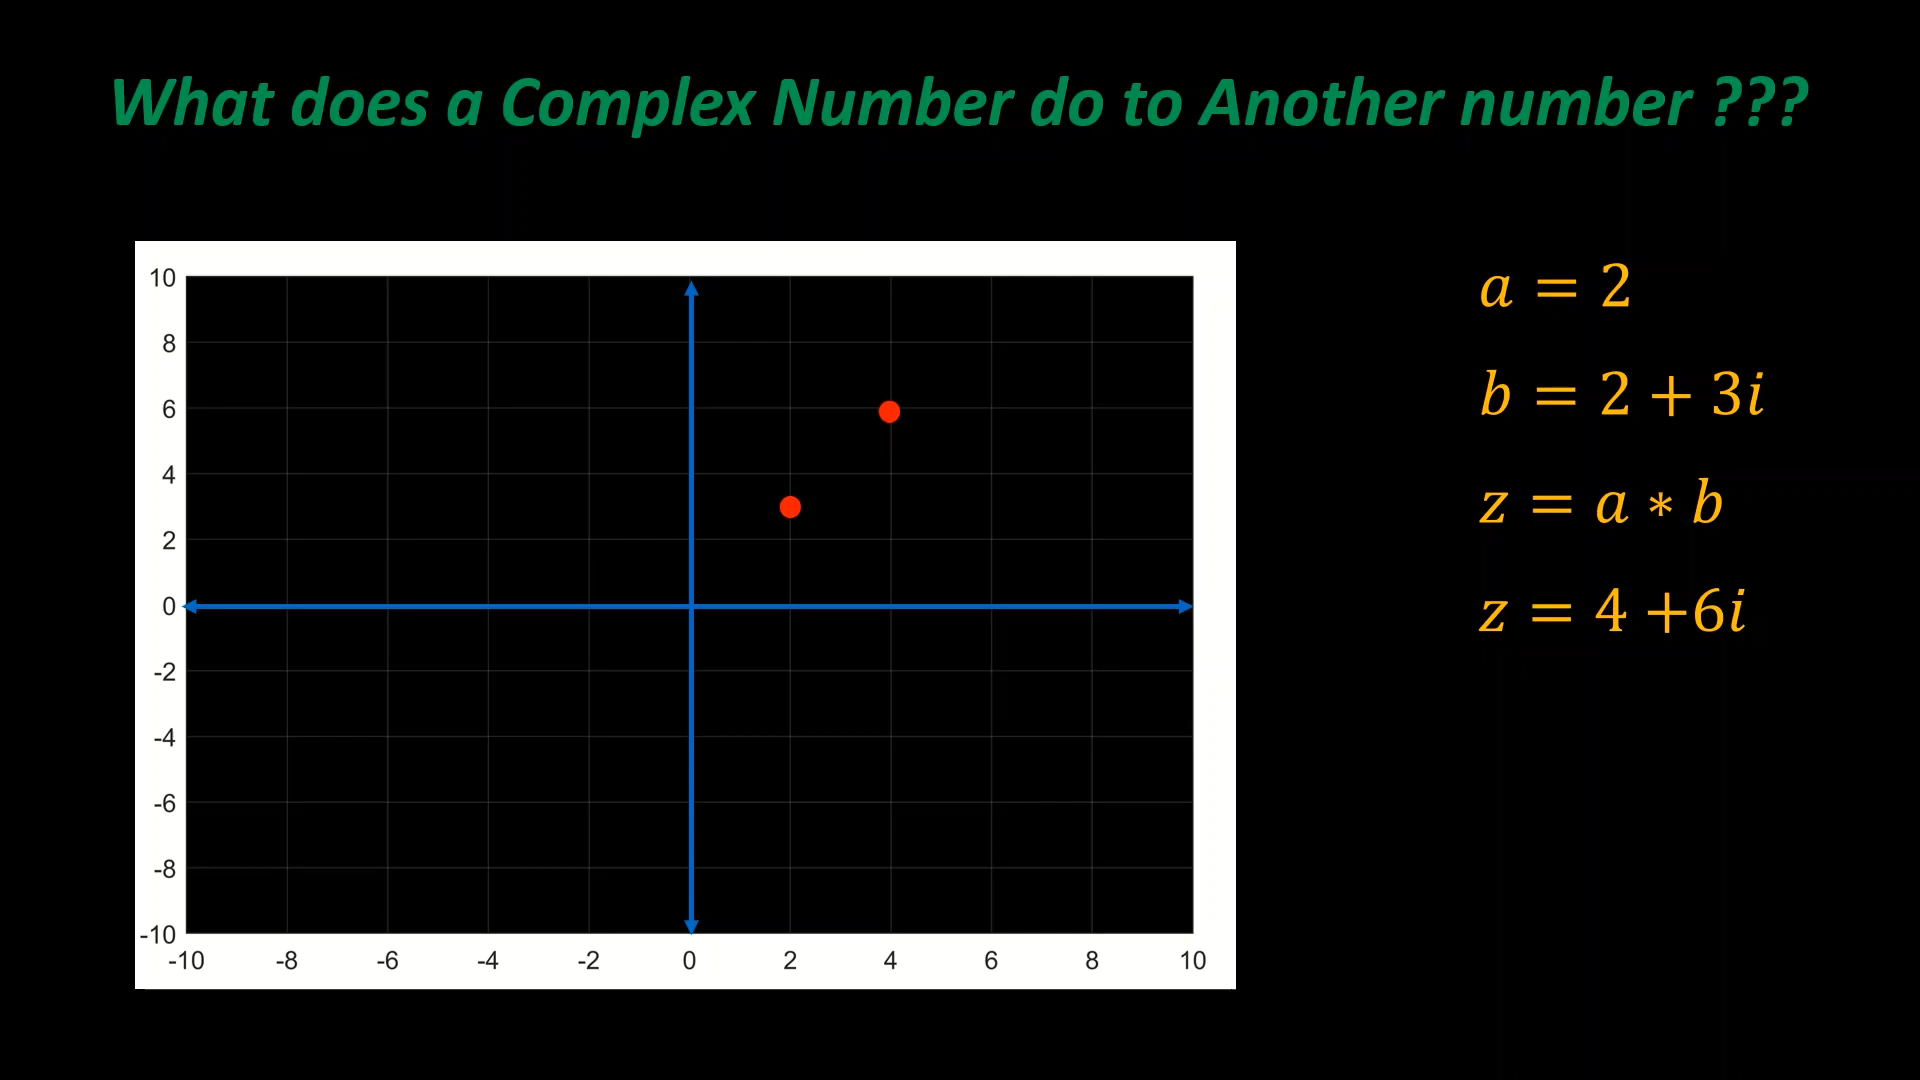 What does a Complex Number do to Another number ???
10
8
6
4
2
0
-2
-4
-6
-8
-10
-10 -8 -6 -4 -2 0 2 4 6 8 10
a = 2
b = 2 + 3i
z = a ∗ b
z = 4 +6i